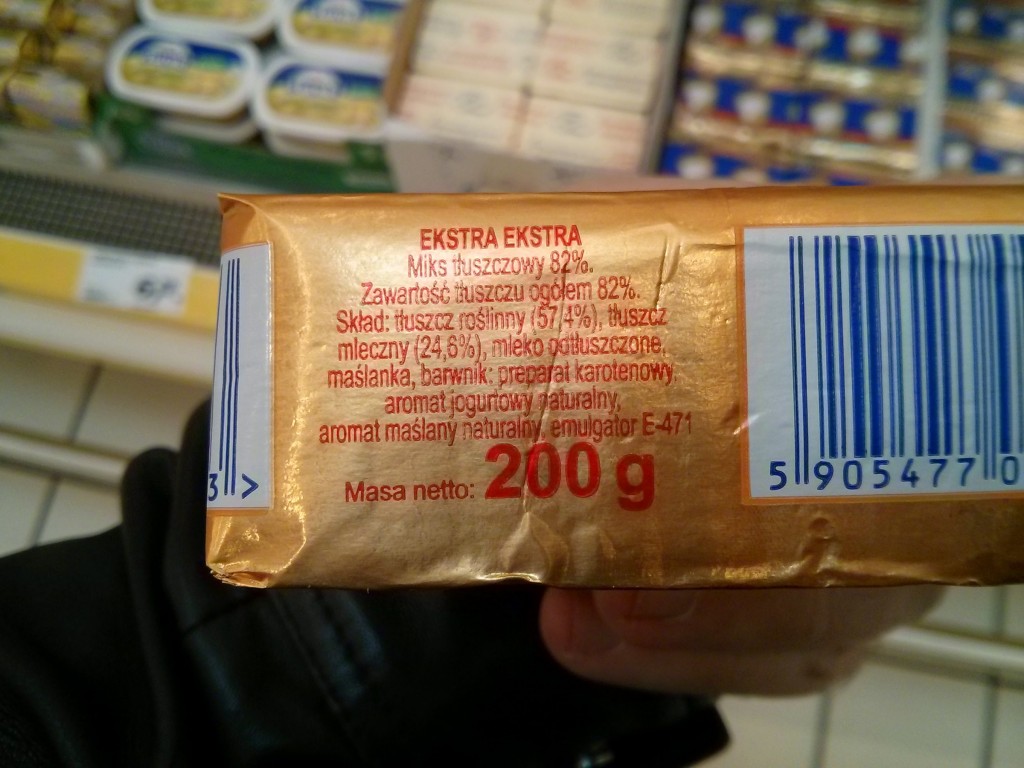 EKSTRA EKSTRA
Miks tłuszczowy 82%.
Zawartość tłuszczu ogółem 82%.
Skład: tłuszcz roślinny (57,4%), tłuszcz
mleczny (24,6%), mleko odtłuszczone,
maślanka, barwnik: preparat karotenowy,
aromat jogurtowy naturalny,
aromat maślany naturalny, emulgator E-471
Masa netto: 200 g
3 >
5 905477 0